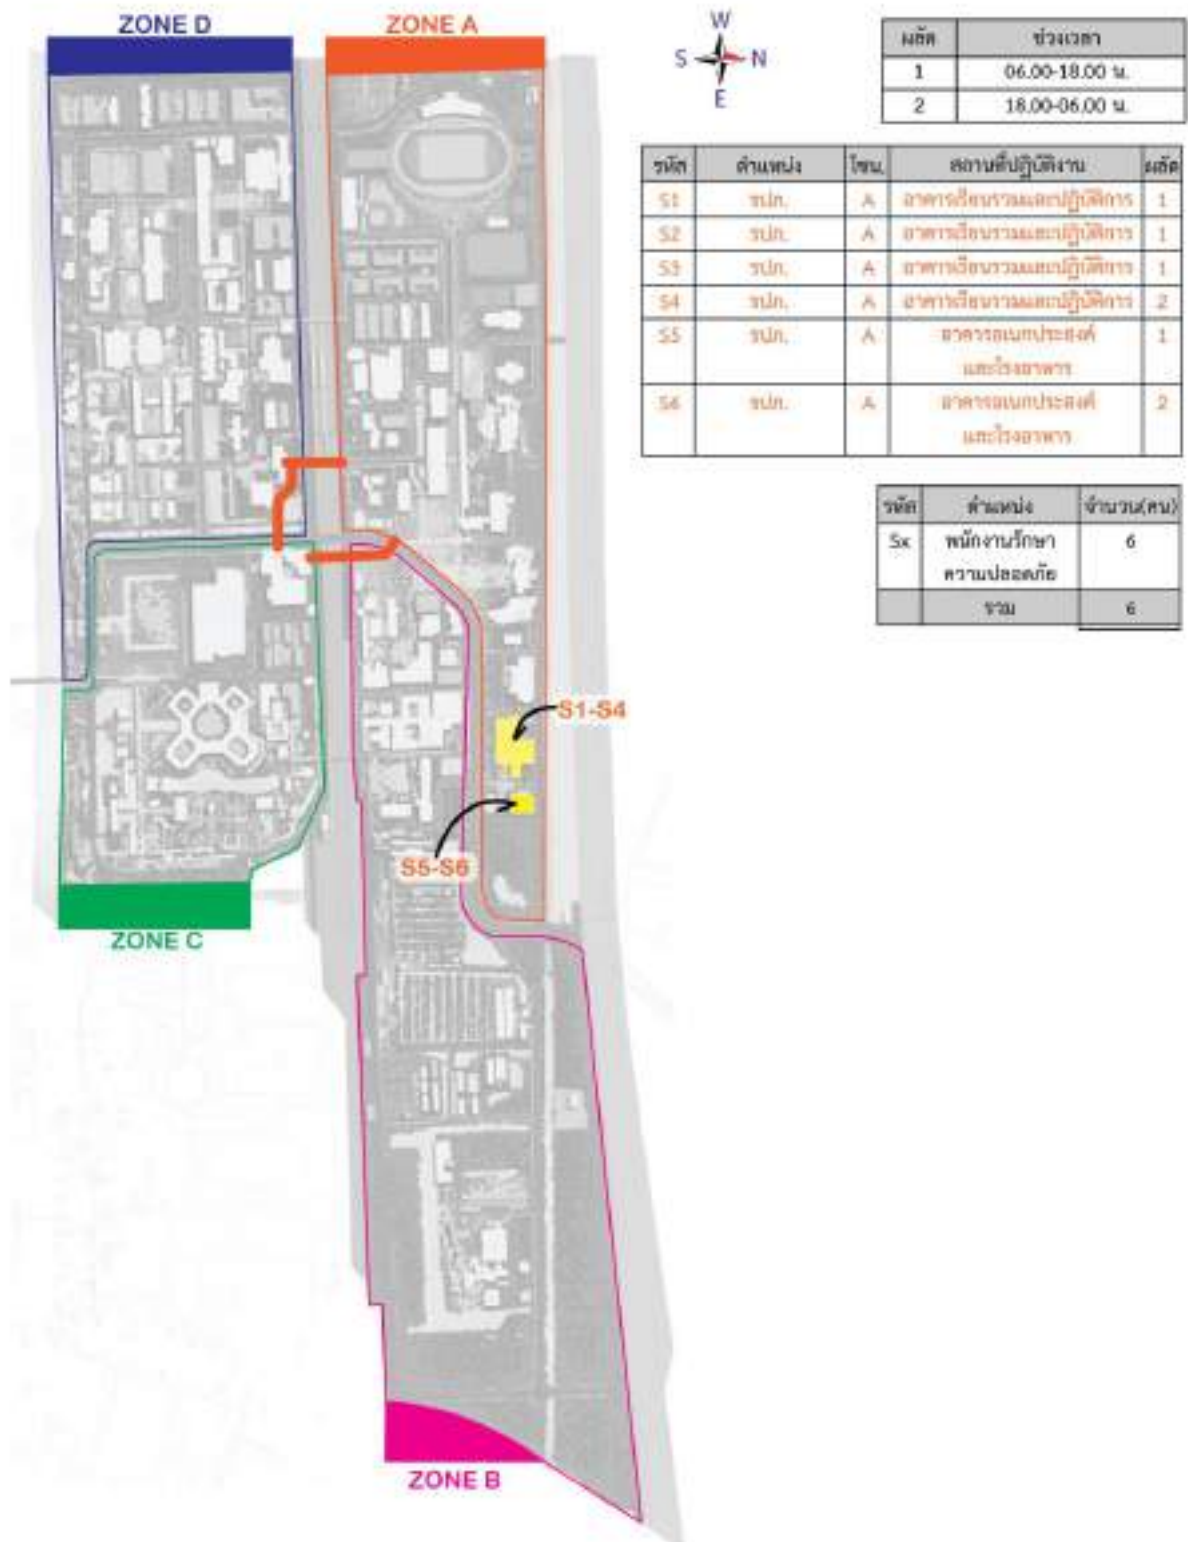 ZONE D
ZONE A
W
S N
E
ผลัด ช่วงเวลา
1 06.00-18.00 น.
2 18.00-06.00 น.
รหัส ตำแหน่ง โซน. สถานที่ปฏิบัติงาน ผลัด
S1 รปภ. A อาคารเรียนรวมและปฏิบัติการ 1
S2 รปภ. A อาคารเรียนรวมและปฏิบัติการ 1
S3 รปภ. A อาคารเรียนรวมและปฏิบัติการ 1
S4 รปภ. A อาคารเรียนรวมและปฏิบัติการ 2
S5 รปภ. A อาคารอเนกประสงค์ 1
และโรงอาหาร
S6 รปภ. A อาคารอเนกประสงค์ 2
และโรงอาหาร
รหัส ตำแหน่ง จำนวน(คน)
Sx พนักงานรักษา 6
ความปลอดภัย
รวม 6
S1-S4
S5-S6
ZONE C
ZONE B